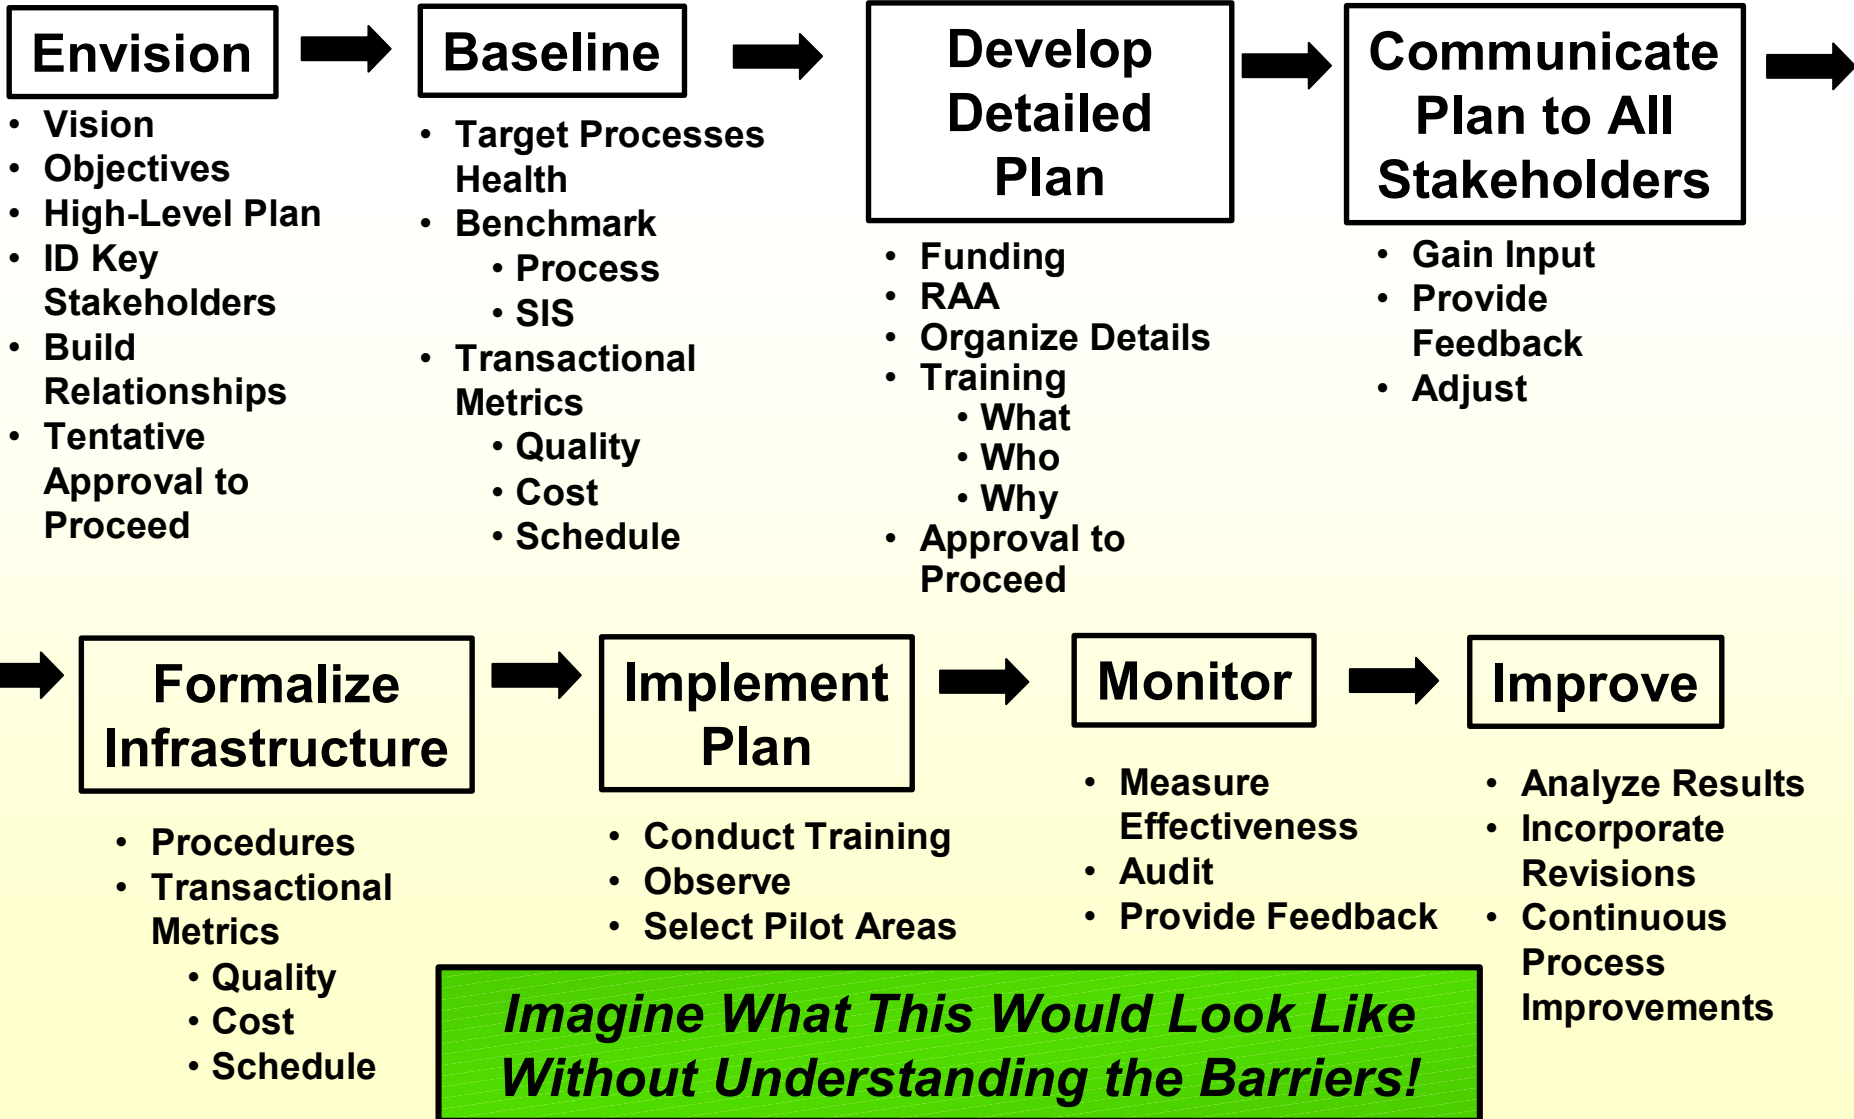 Envision
• Vision
• Objectives
• High-Level Plan
• ID Key
Stakeholders
• Build
Relationships
• Tentative
Approval to
Proceed
Baseline
• Target Processes
Health
• Benchmark
• Process
• SIS
• Transactional
Metrics
• Quality
• Cost
• Schedule
Develop
Detailed
Plan
• Funding
• RAA
• Organize Details
• Training
• What
• Who
• Why
• Approval to
Proceed
Communicate
Plan to All
Stakeholders
• Gain Input
• Provide
Feedback
• Adjust
Formalize
Infrastructure
• Procedures
• Transactional
Metrics
• Quality
• Cost
• Schedule
Implement
Plan
• Conduct Training
• Observe
• Select Pilot Areas
Monitor
• Measure
Effectiveness
• Audit
• Provide Feedback
Improve
• Analyze Results
• Incorporate
Revisions
• Continuous
Process
Improvements
Imagine What This Would Look Like
Without Understanding the Barriers!